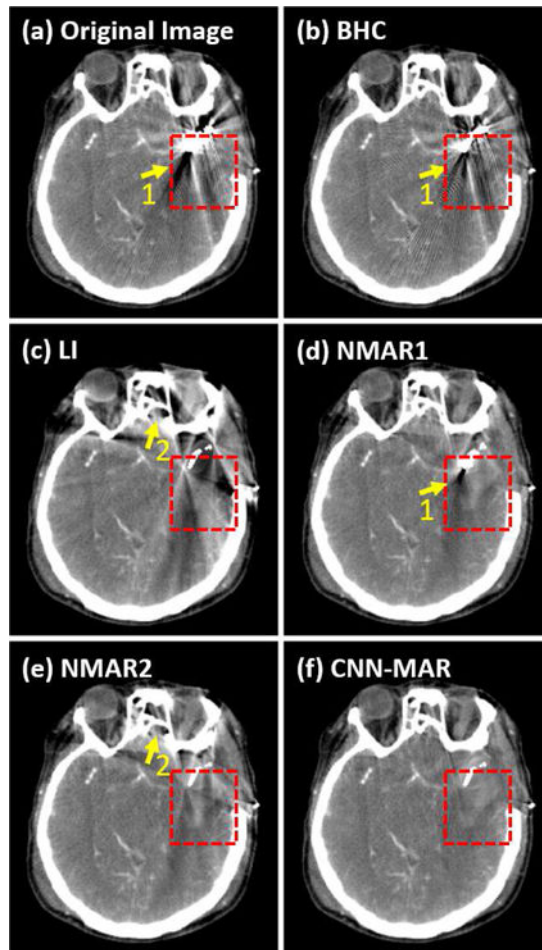 (a) Original Image
1
(b) BHC
1
(c) LI
2
(d) NMAR1
1
(e) NMAR2
2
(f) CNN-MAR